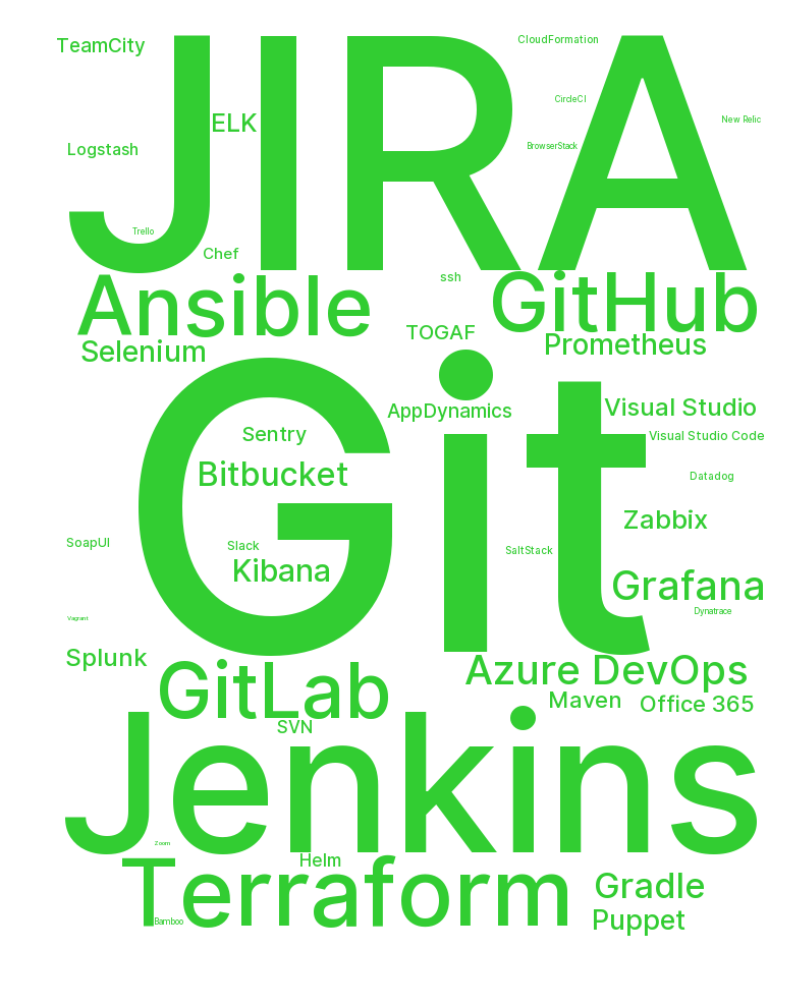 JIRA
TeamCity
CloudFormation
CircleCI
New Relic
ELK
Logstash
BrowserStack
Trello
Chef
ssh
Ansible
GitHub
TOGAF
Selenium
Prometheus
Git
AppDynamics
Visual Studio
Sentry
Visual Studio Code
Bitbucket
Datadog
Zabbix
SoapUI
Slack
SaltStack
Kibana
Grafana
Dynatrace
Vagrant
Splunk
GitLab
Azure DevOps
Maven
Office 365
SVN
Jenkins
Zoom
Helm
Terraform
Gradle
Puppet
Bamboo